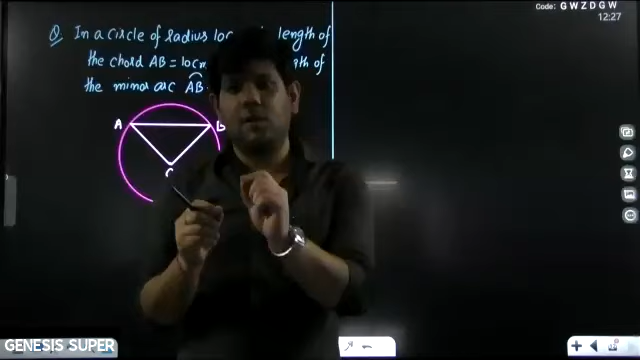 Code: G W Z D G W
12:27
Q. In a circle of radius 10c length of
the chord AB = 10cm
the minor arc AB
A B
C
GENESIS SUPER